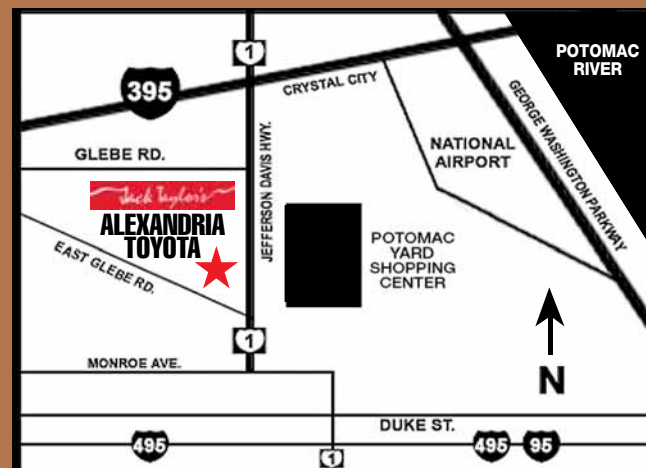 1
POTOMAC
RIVER
395
CRYSTAL CITY
GEORGE WASHINGTON PARKWAY
GLEBE RD.
NATIONAL
AIRPORT
JEFFERSON DAVIS HWY.
Jack Taylor's
ALEXANDRIA
TOYOTA
EAST GLEBE RD.
POTOMAC
YARD
SHOPPING
CENTER
1
MONROE AVE.
N
DUKE ST.
495
1
495
95